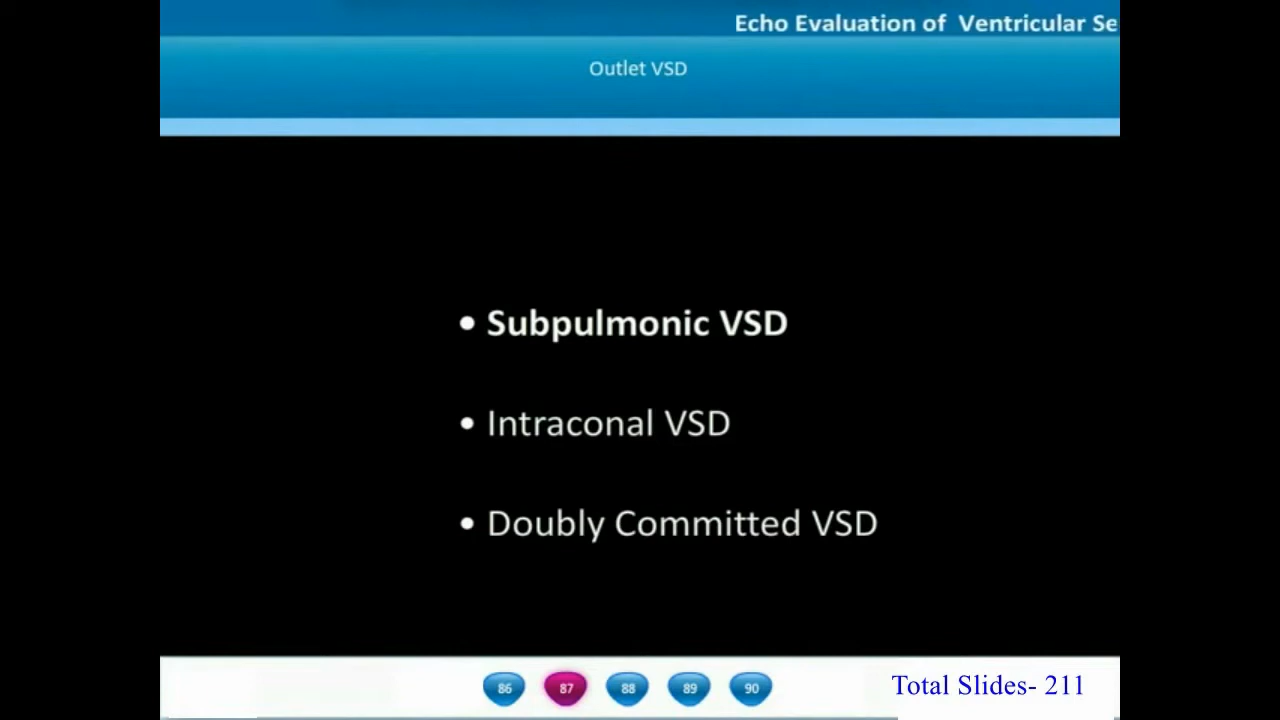 Echo Evaluation of Ventricular Se
Outlet VSD
• Subpulmonic VSD
• Intraconal VSD
• Doubly Committed VSD
86 87 88 89 90
Total Slides- 211